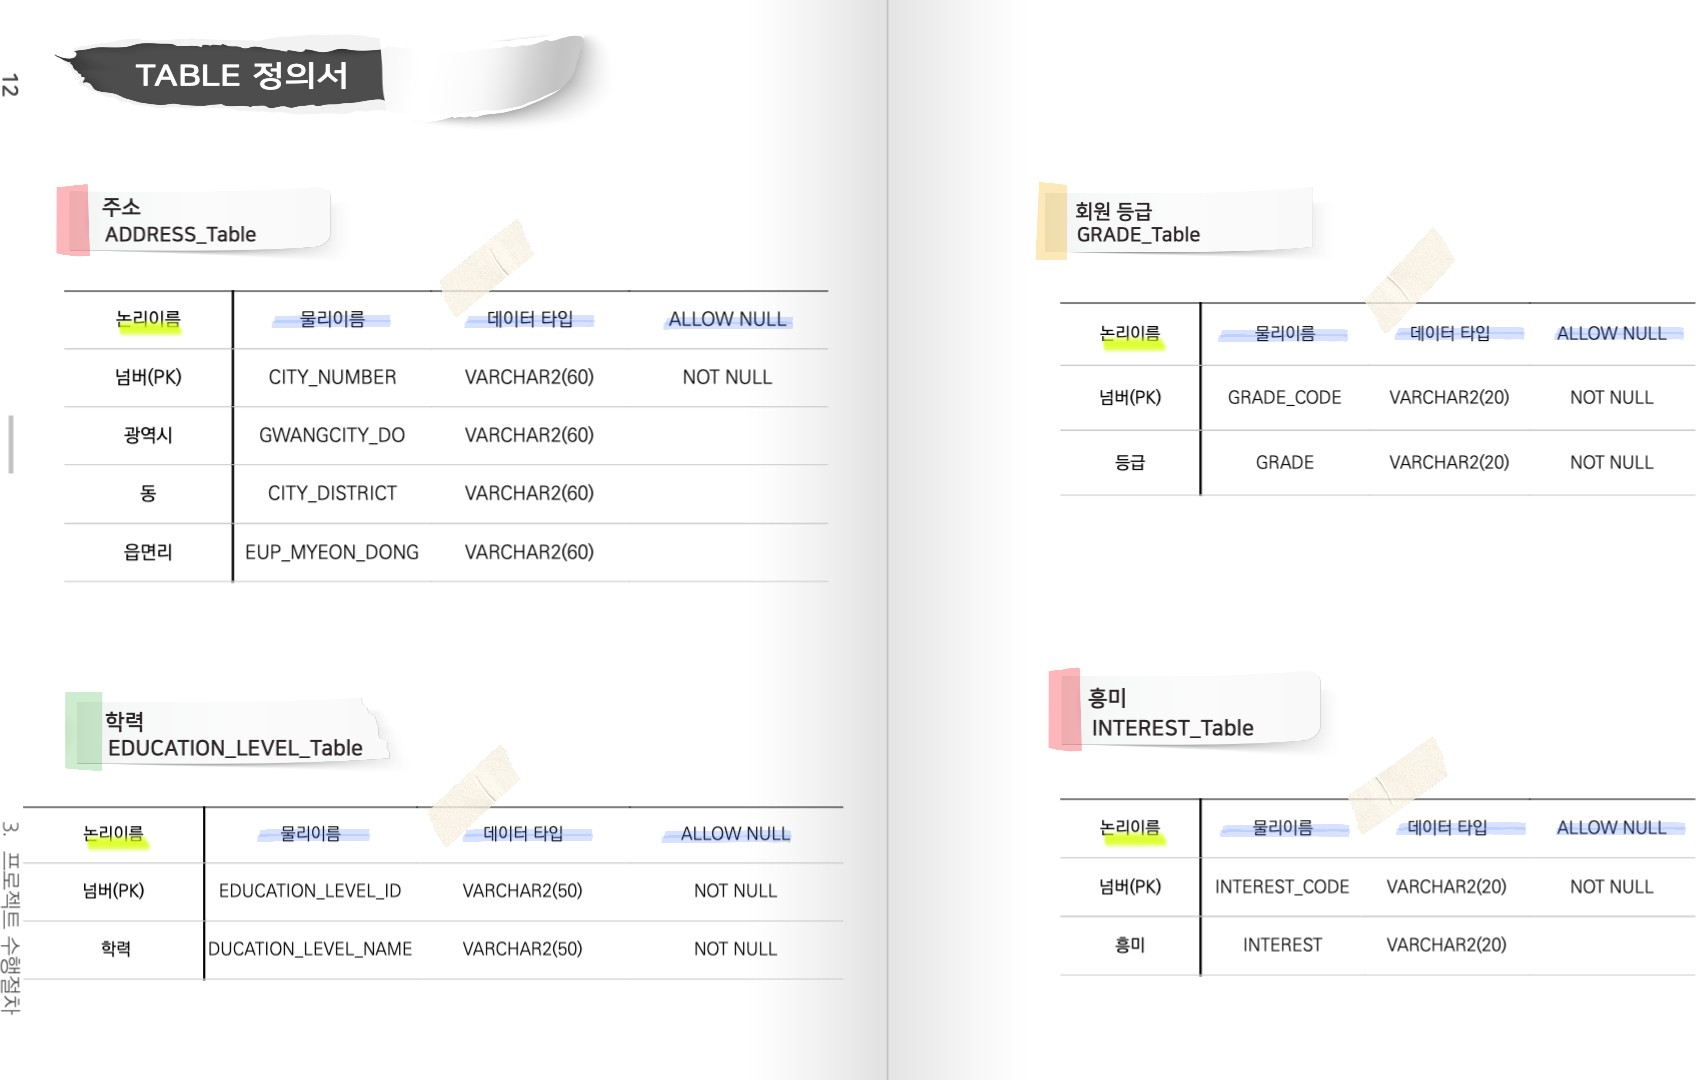 12
TABLE 정의서
주소
ADDRESS_Table
논리이름 물리이름 데이터 타입 ALLOW NULL
넘버(PK) CITY_NUMBER VARCHAR2(60) NOT NULL
광역시 GWANGCITY_DO VARCHAR2(60)
동 CITY_DISTRICT VARCHAR2(60)
읍면리 EUP_MYEON_DONG VARCHAR2(60)
학력
EDUCATION_LEVEL_Table
논리이름 물리이름 데이터 타입 ALLOW NULL
넘버(PK) EDUCATION_LEVEL_ID VARCHAR2(50) NOT NULL
학력 DUCATION_LEVEL_NAME VARCHAR2(50) NOT NULL
3. 프로젝트 수행절차
회원 등급
GRADE_Table
논리이름 물리이름 데이터 타입 ALLOW NULL
넘버(PK) GRADE_CODE VARCHAR2(20) NOT NULL
등급 GRADE VARCHAR2(20) NOT NULL
흥미
INTEREST_Table
논리이름 물리이름 데이터 타입 ALLOW NULL
넘버(PK) INTEREST_CODE VARCHAR2(20) NOT NULL
흥미 INTEREST VARCHAR2(20)